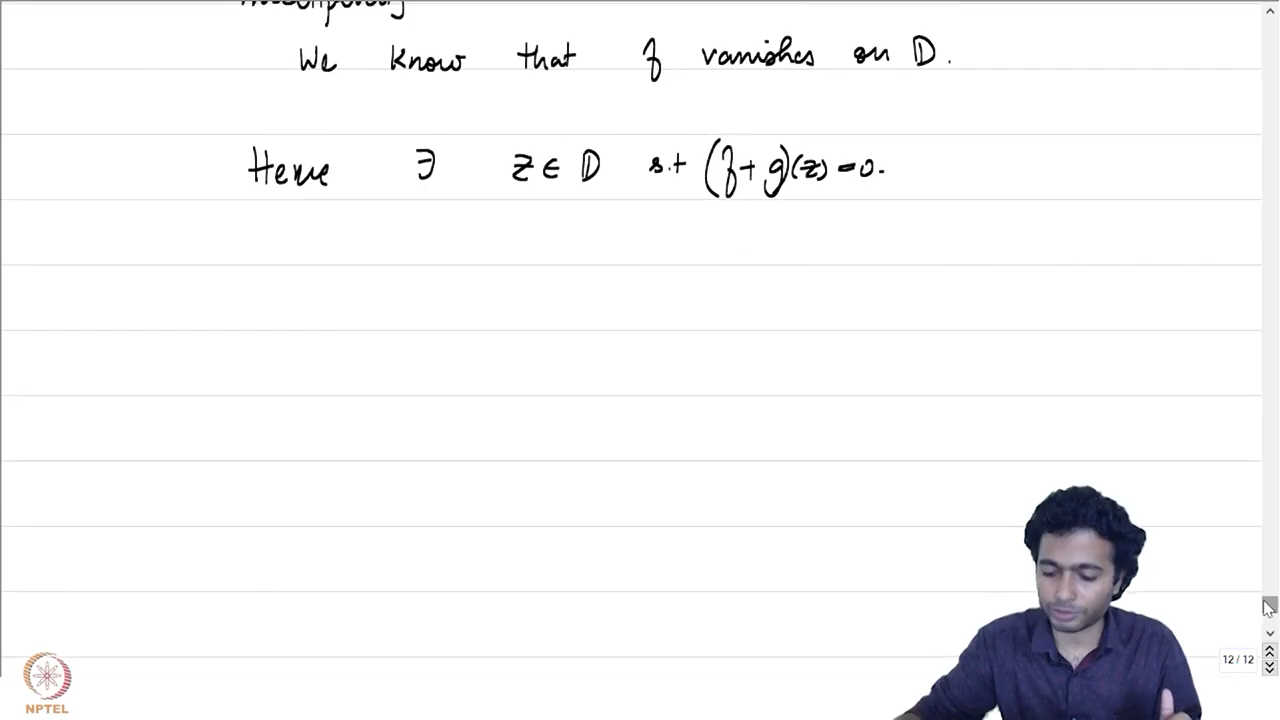 We know that f vanishes on D.
Hence ∃ z ∈ D s.t (f + g)(z) = 0.
12 / 12
NPTEL